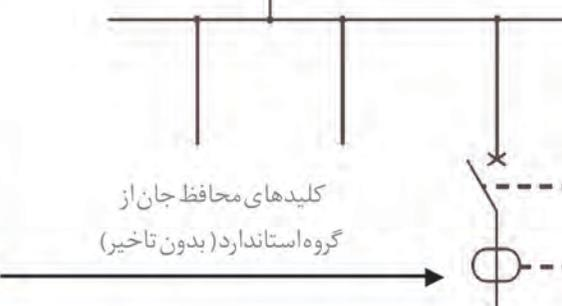 کلیدهای محافظ جان از
گروه استاندارد (بدون تاخیر)